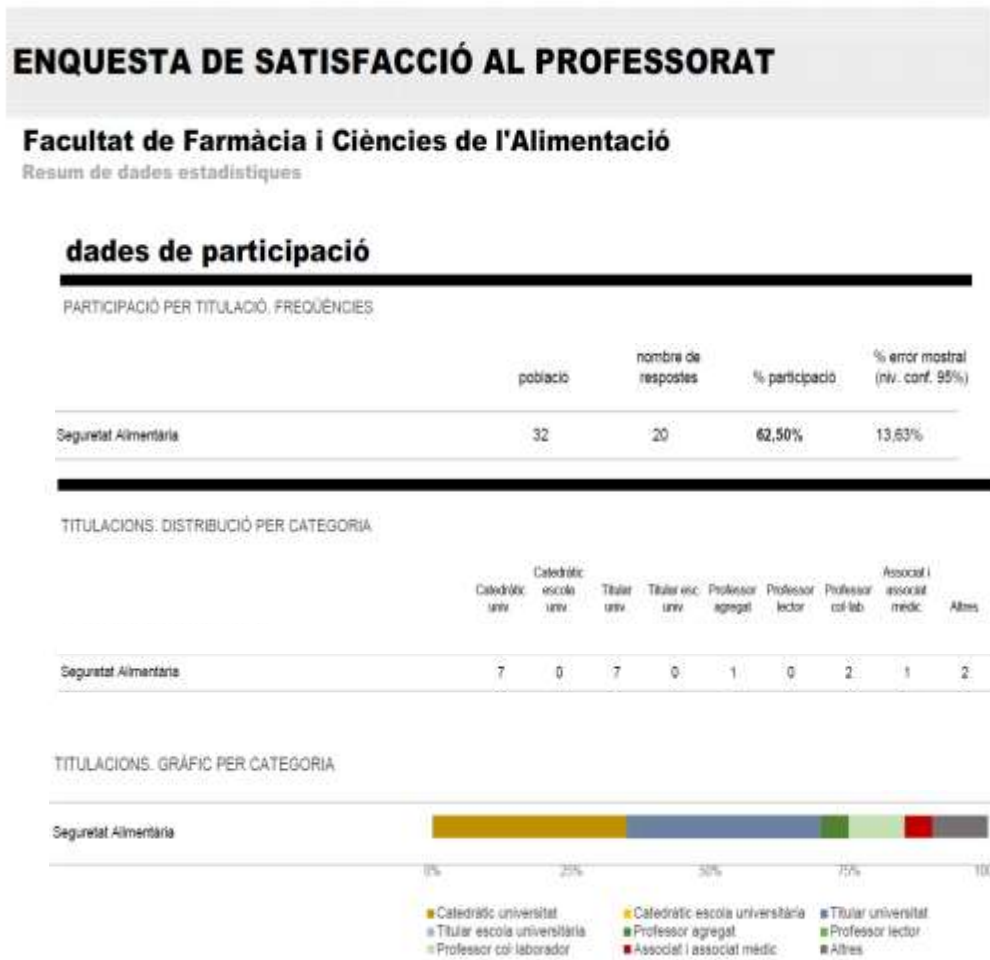 ENQUESTA DE SATISFACCIÓ AL PROFESSORAT
Facultat de Farmàcia i Ciències de l'Alimentació
Resum de dades estadístiques
dades de participació
PARTICIPACIÓ PER TITULACIÓ. FREQÜÈNCIES
població nombre de respostes % participació % error mostral (niv. conf. 95%)
Seguretat Alimentària 32 20 62,50% 13,63%
TITULACIONS. DISTRIBUCIÓ PER CATEGORIA
Catedràtic univ Catedràtic escola univ Titular univ Titular esc univ Professor agregat Professor lector Professor col·lab Associat i associat mèdic Altres
Seguretat Alimentària 7 0 7 0 1 0 2 1 2
TITULACIONS. GRÀFIC PER CATEGORIA
Seguretat Alimentària
0% 25% 50% 75% 100
Catedràtic universitat Catedràtic escola universitària Titular universitat
Titular escola universitària Professor agregat Professor lector
Professor col·laborador Associat i associat mèdic Altres